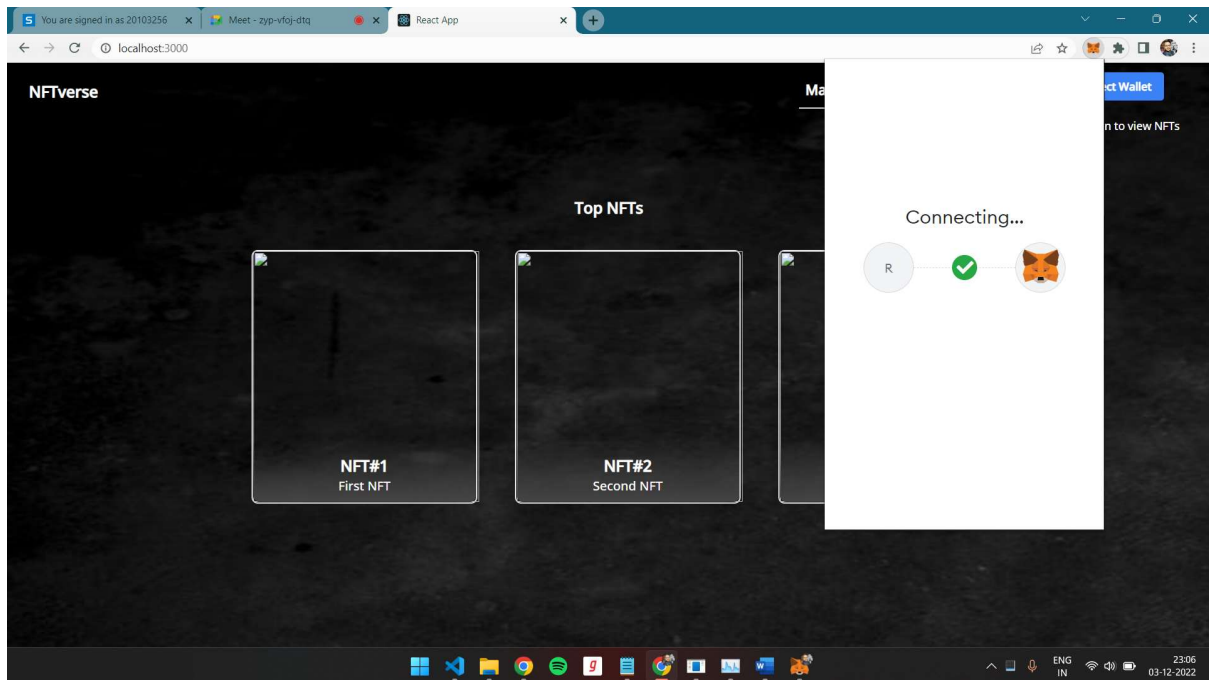 S You are signed in as 20103256
Meet - zyp-vfoj-dtq
React App
localhost:3000
NFTverse
Ma
ct Wallet
n to view NFTs
Top NFTs
Connecting...
R
NFT#1
First NFT
NFT#2
Second NFT
g
W
ENG
IN
23:06
03-12-2022